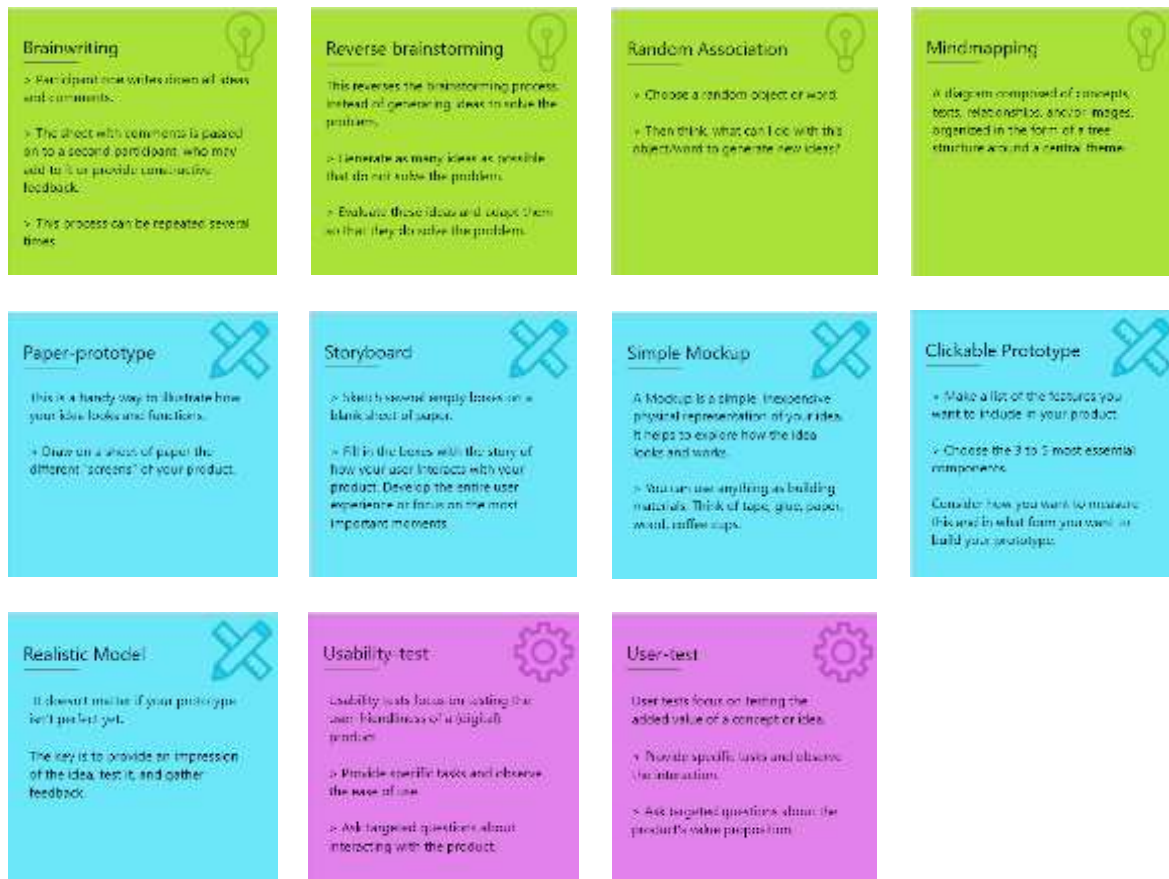 Brainwriting
> Participant one writes down all ideas
and comments.
> The sheet with comments is passed
on to a second participant, who may
add to it or provide constructive
feedback.
> This process can be repeated several
times.
Reverse brainstorming
This reverses the brainstorming process.
Instead of generating ideas to solve the
problem.
> Generate as many ideas as possible
that do not solve the problem.
> Evaluate these ideas and adapt them
so that they do solve the problem.
Random Association
> Choose a random object or word.
> Then think, what can I do with this
object/word to generate new ideas?
Mindmapping
A diagram composed of concepts,
texts, relationships, and/or images,
organized in the form of a tree
structure around a central theme.
Paper-prototype
This is a handy way to illustrate how
your idea looks and functions.
> Draw on a sheet of paper the
different "screens" of your product.
Storyboard
> Sketch several empty boxes on a
blank sheet of paper.
> Fill in the boxes with the story of
how your user interacts with your
product. Develop the entire user
experience or focus on the most
important moments.
Simple Mockup
A Mockup is a simple, inexpensive
physical representation of your idea.
It helps to explore how the idea
looks and works.
> You can use anything as building
materials. Think of tape, glue, paper,
wood, coffee cups.
Clickable Prototype
> Make a list of the features you
want to include in your product.
> Choose the 3 to 5 most essential
components.
Consider how you want to measure
this and in what form you want to
build your prototype.
Realistic Model
It doesn't matter if your prototype
isn't perfect yet.
The key is to provide an impression
of the idea, test it, and gather
feedback.
Usability-test
Usability tests focus on testing the
user-friendliness of a (digital)
product.
> Provide specific tasks and observe
the ease of use.
> Ask targeted questions about
interacting with the product.
User-test
User tests focus on testing the
added value of a concept or idea.
> Provide specific tasks and observe
the interaction.
> Ask targeted questions about the
product's value proposition.